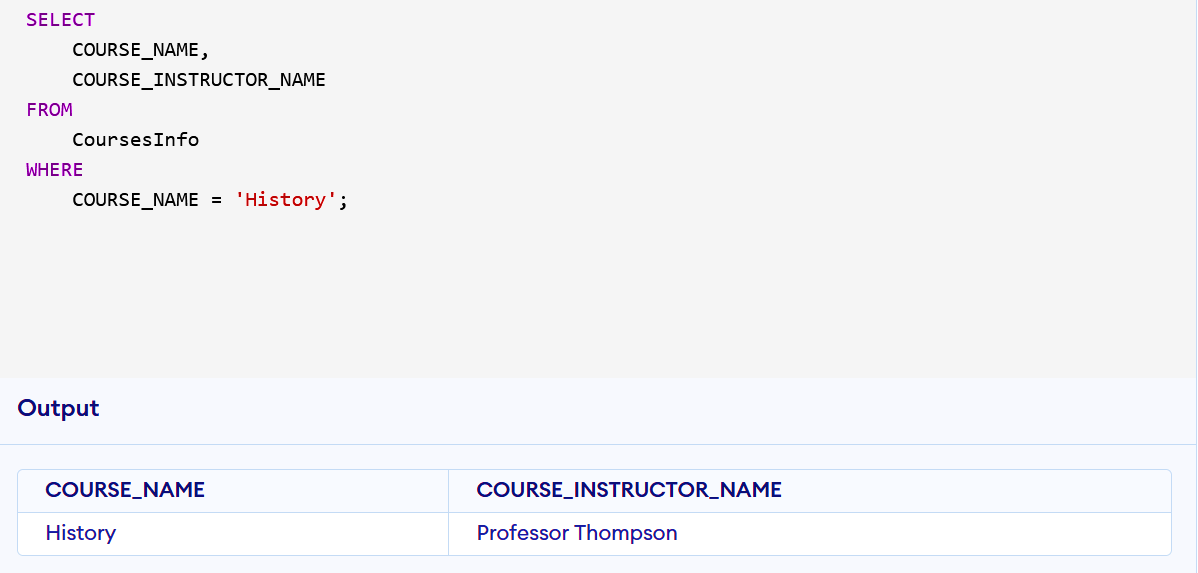 SELECT
    COURSE_NAME,
    COURSE_INSTRUCTOR_NAME
FROM
    CoursesInfo
WHERE
    COURSE_NAME = 'History';
Output
COURSE_NAME COURSE_INSTRUCTOR_NAME
History Professor Thompson